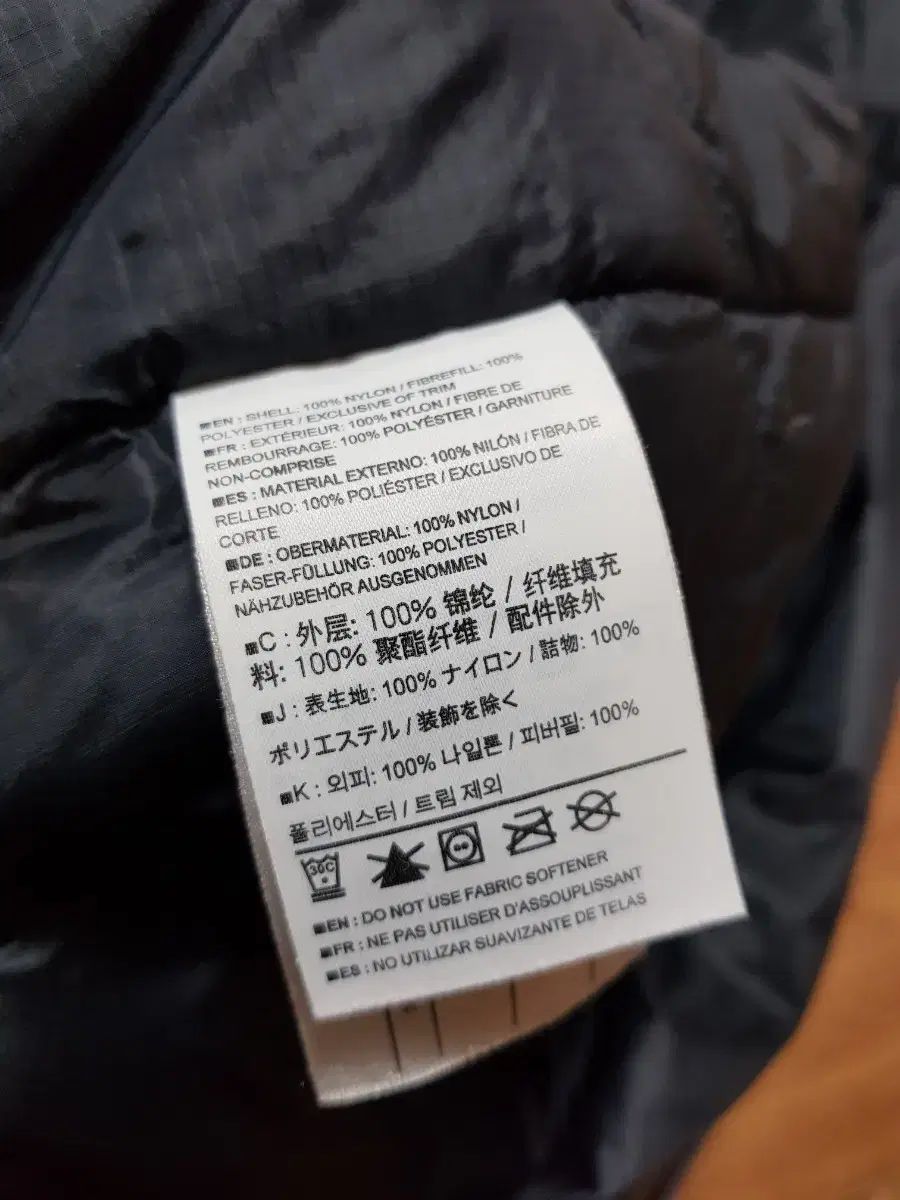 ■EN : SHELL: 100% NYLON / FIBREFILL: 100%
POLYESTER / EXCLUSIVE OF TRIM
■FR : EXTÉRIEUR: 100% NYLON / FIBRE DE
REMBOURRAGE: 100% POLYÉSTER / GARNITURE
NON-COMPRISE
■ES : MATERIAL EXTERNO: 100% NILÓN / FIBRA DE
RELLENO: 100% POLIÉSTER / EXCLUSIVO DE
CORTE
■DE : OBERMATERIAL: 100% NYLON /
FASER-FÜLLUNG: 100% POLYESTER /
NÄHZUBEHÖR AUSGENOMMEN
■C : 外层: 100% 锦纶 / 纤维填充
料: 100% 聚酯纤维 / 配件除外
■J : 表生地: 100% ナイロン / 詰物: 100%
ポリエステル / 装飾を除く
■K : 외피: 100% 나일론 / 피버필: 100%
폴리에스터 / 트림 제외
30C
■EN : DO NOT USE FABRIC SOFTENER
■FR : NE PAS UTILISER D'ASSOUPLISSANT
■ES : NO UTILIZAR SUAVIZANTE DE TELAS